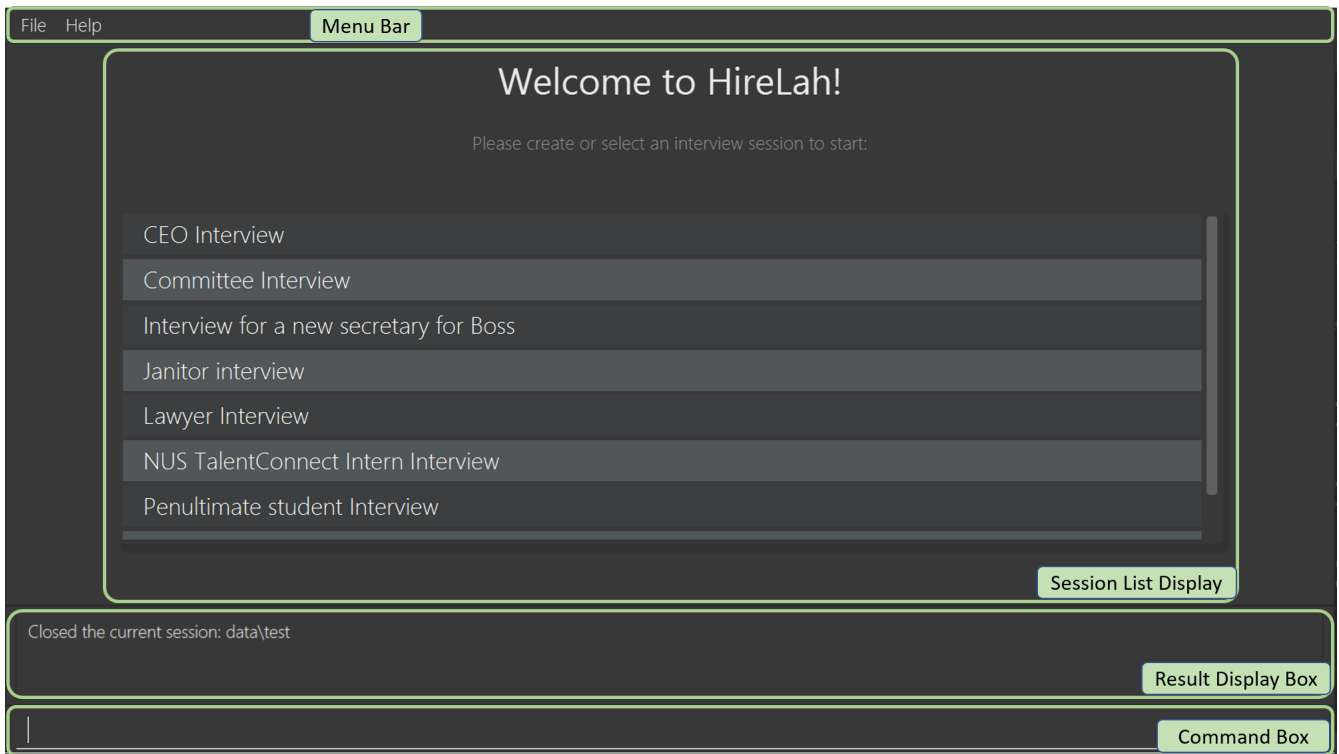 File Help Menu Bar
Welcome to HireLah!
Please create or select an interview session to start:
CEO Interview
Committee Interview
Interview for a new secretary for Boss
Janitor interview
Lawyer Interview
NUS TalentConnect Intern Interview
Penultimate student Interview
Session List Display
Closed the current session: data\test
Result Display Box
Command Box